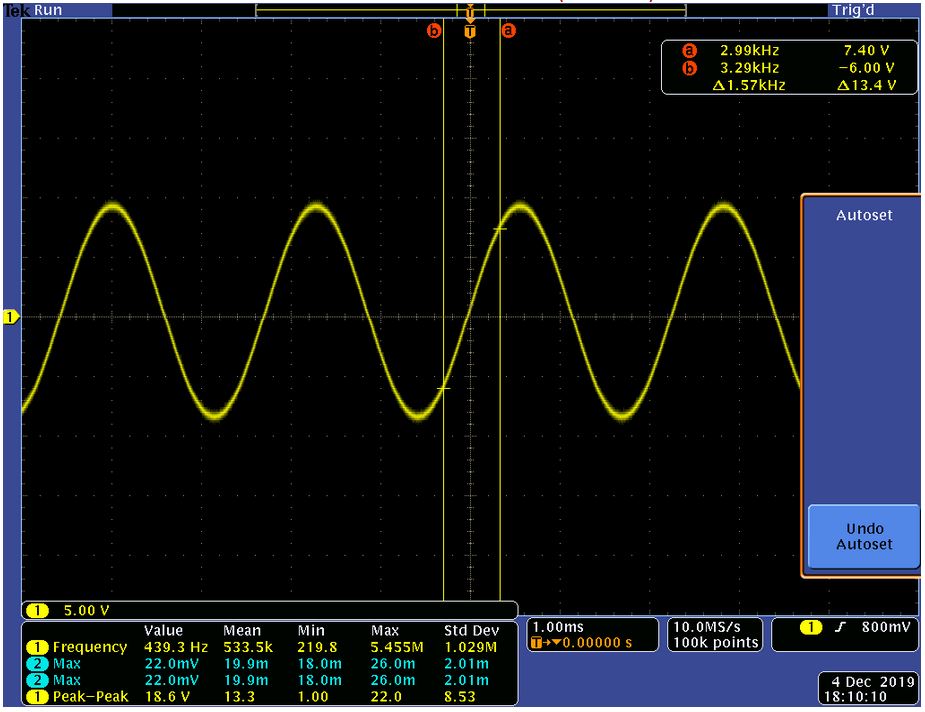 Tek Run Trig'd
b T a
a 2.99kHz 7.40 V
b 3.29kHz −6.00 V
Δ1.57kHz Δ13.4 V
Autoset
1
Undo
Autoset
1 5.00 V
Value Mean Min Max Std Dev
1 Frequency 439.3 Hz 533.5k 219.8 5.455M 1.029M
2 Max 22.0mV 19.9m 18.0m 26.0m 2.01m
2 Max 22.0mV 19.9m 18.0m 26.0m 2.01m
1 Peak−Peak 18.6 V 13.3 1.00 22.0 8.53
1.00ms
T→▼0.00000 s
10.0MS/s
100k points
1 800mV
4 Dec 2019
18:10:10